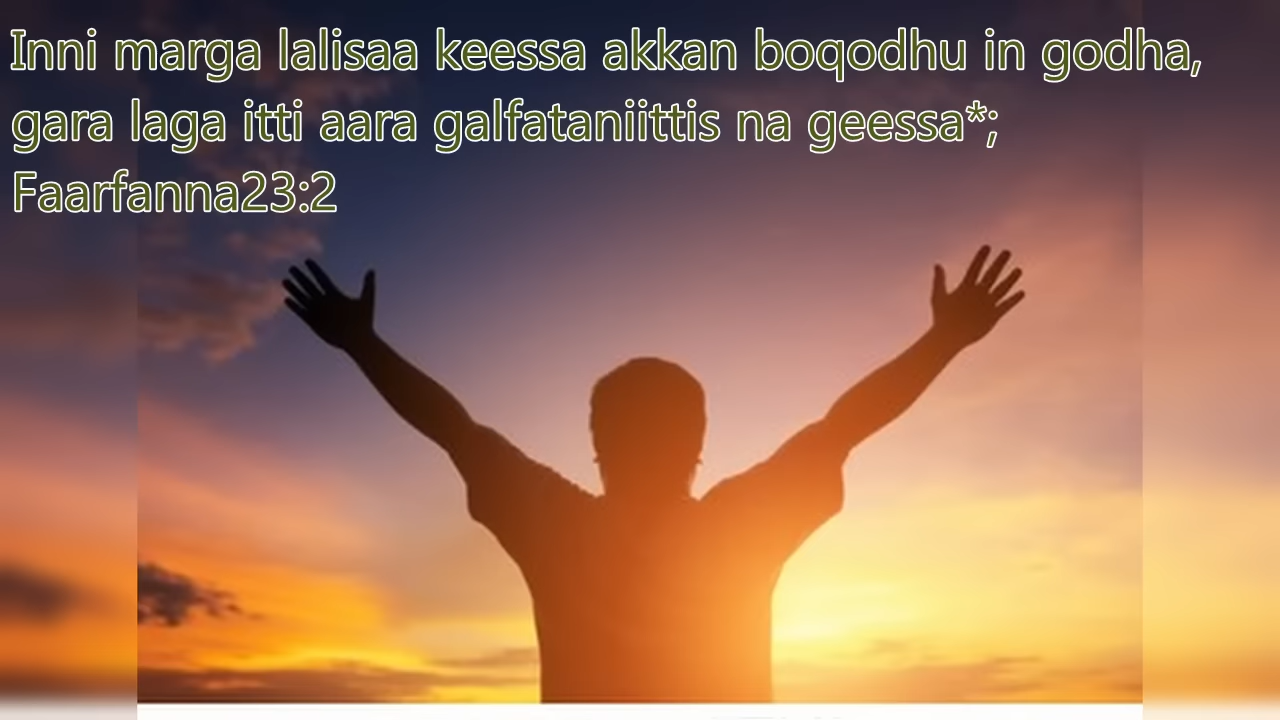 Inni marga lalisaa keessa akkan boqodhu in godha,
gara laga itti aara galfataniittis na geessa*;
Faarfanna23:2